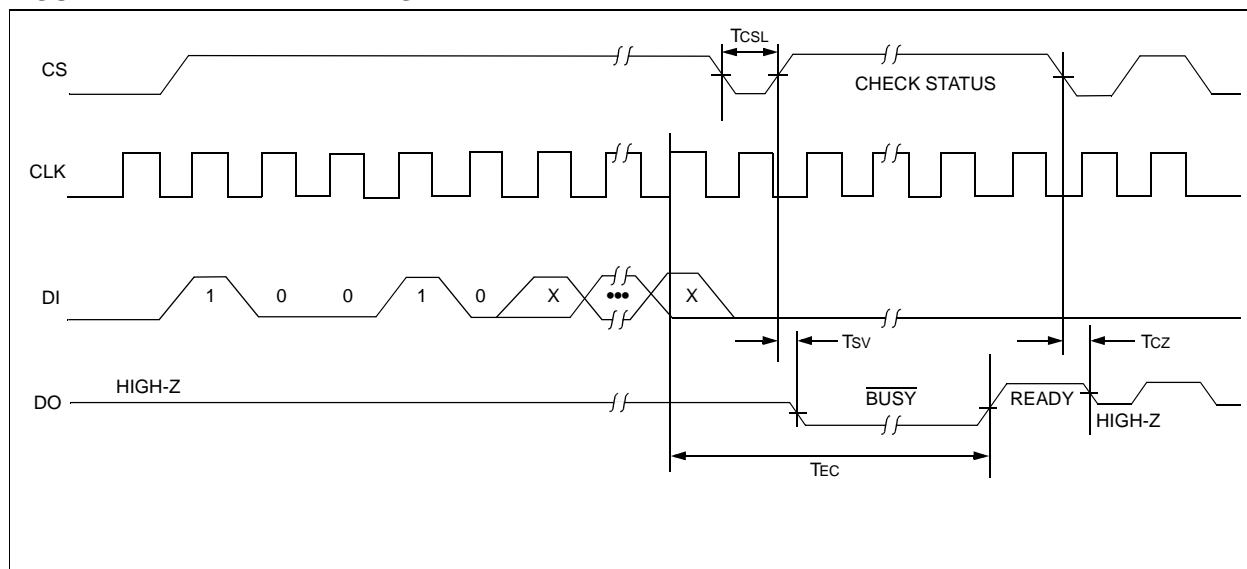 TCSL
CS
CHECK STATUS
CLK
DI
1 0 0 1 0 X ••• X
TSV
TCZ
HIGH-Z
DO
BUSY
READY
HIGH-Z
TEC